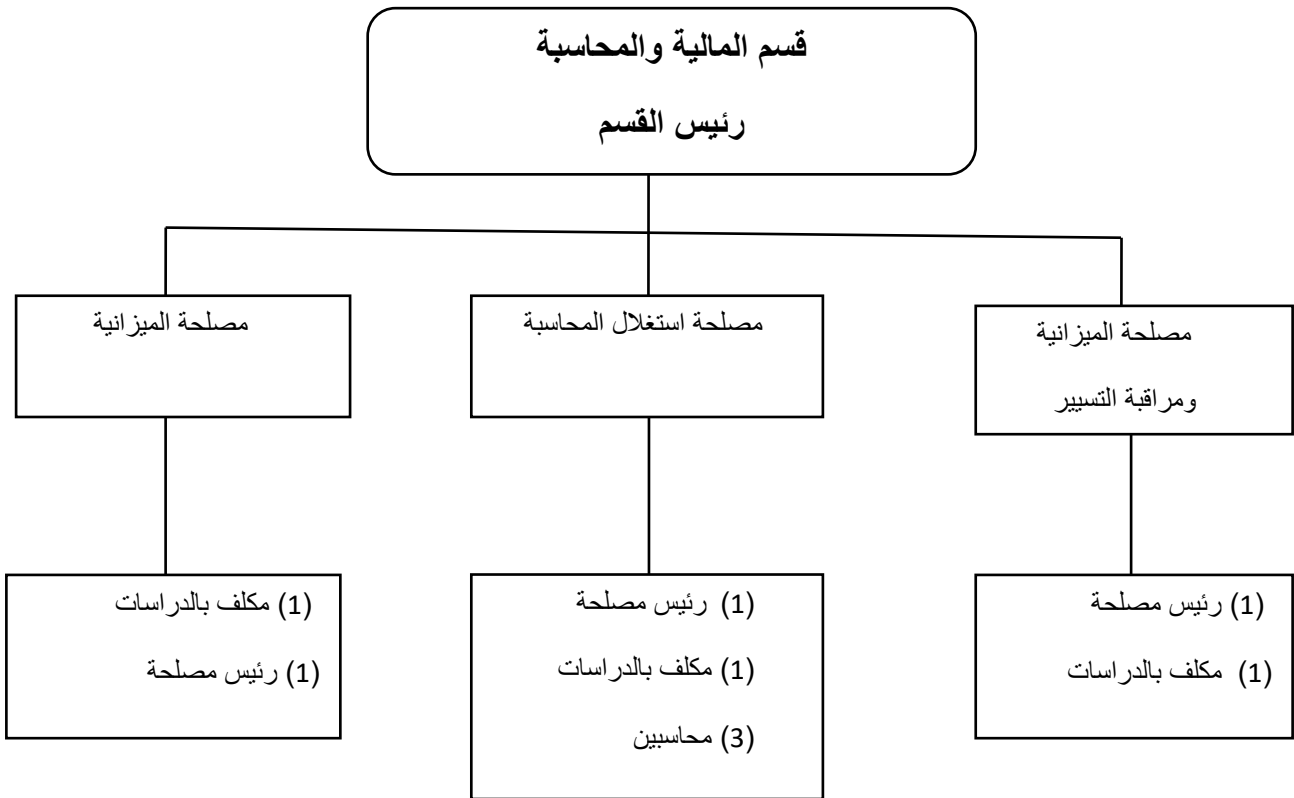 قسم المالية والمحاسبة
رئيس القسم
مصلحة الميزانية
ومراقبة التسيير
مصلحة استغلال المحاسبة
مصلحة الميزانية
(1) رئيس مصلحة
(1) مكلف بالدراسات
(1) رئيس مصلحة
(1) مكلف بالدراسات
(3) محاسبين
(1) مكلف بالدراسات
(1) رئيس مصلحة